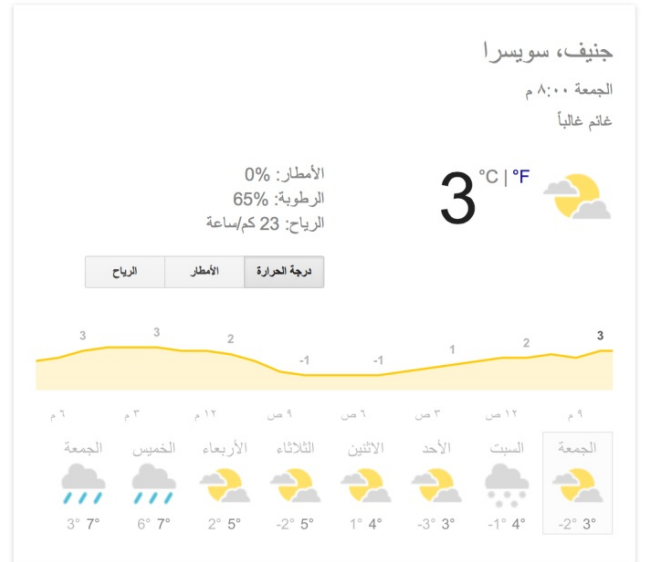 جنيف، سويسرا
الجمعة ٨:٠٠ م
غائم غالباً
3 °C | °F
الأمطار: 0%
الرطوبة: 65%
الرياح: 23 كم/ساعة
درجة الحرارة الأمطار الرياح
3 2 1 -1 -1 2 3 3
٩ م ١٢ ص ٣ ص ٦ ص ٩ ص ١٢ م ٣ م ٦ م
الجمعة السبت الأحد الاثنين الثلاثاء الأربعاء الخميس الجمعة
3° -2° 4° -1° 3° -3° 4° 1° 5° -2° 5° 2° 7° 6° 7° 3°